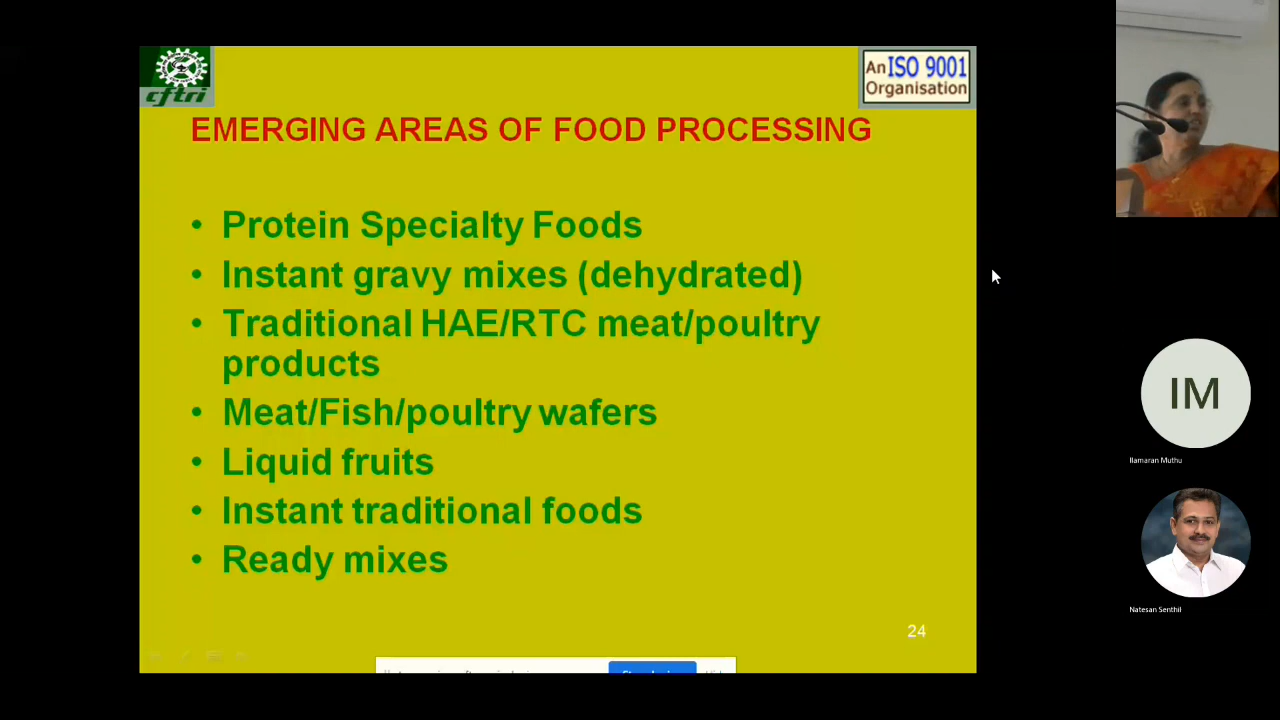 cftri
An ISO 9001
Organisation
EMERGING AREAS OF FOOD PROCESSING
• Protein Specialty Foods
• Instant gravy mixes (dehydrated)
• Traditional HAE/RTC meat/poultry
products
• Meat/Fish/poultry wafers
• Liquid fruits
• Instant traditional foods
• Ready mixes
24
IM
Ilamaran Muthu
Natesan Senthil